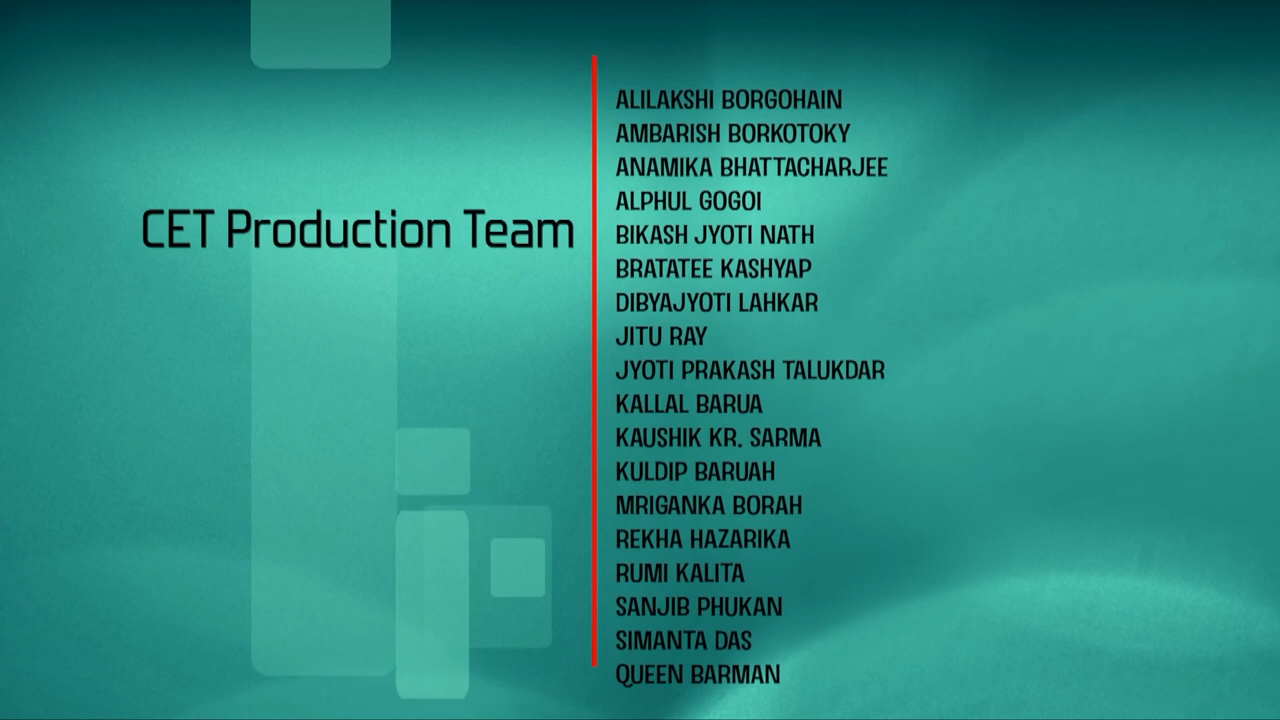 CET Production Team
ALILAKSHI BORGOHAIN
AMBARISH BORKOTOKY
ANAMIKA BHATTACHARJEE
ALPHUL GOGOI
BIKASH JYOTI NATH
BRATATEE KASHYAP
DIBYAJYOTI LAHKAR
JITU RAY
JYOTI PRAKASH TALUKDAR
KALLAL BARUA
KAUSHIK KR. SARMA
KULDIP BARUAH
MRIGANKA BORAH
REKHA HAZARIKA
RUMI KALITA
SANJIB PHUKAN
SIMANTA DAS
QUEEN BARMAN